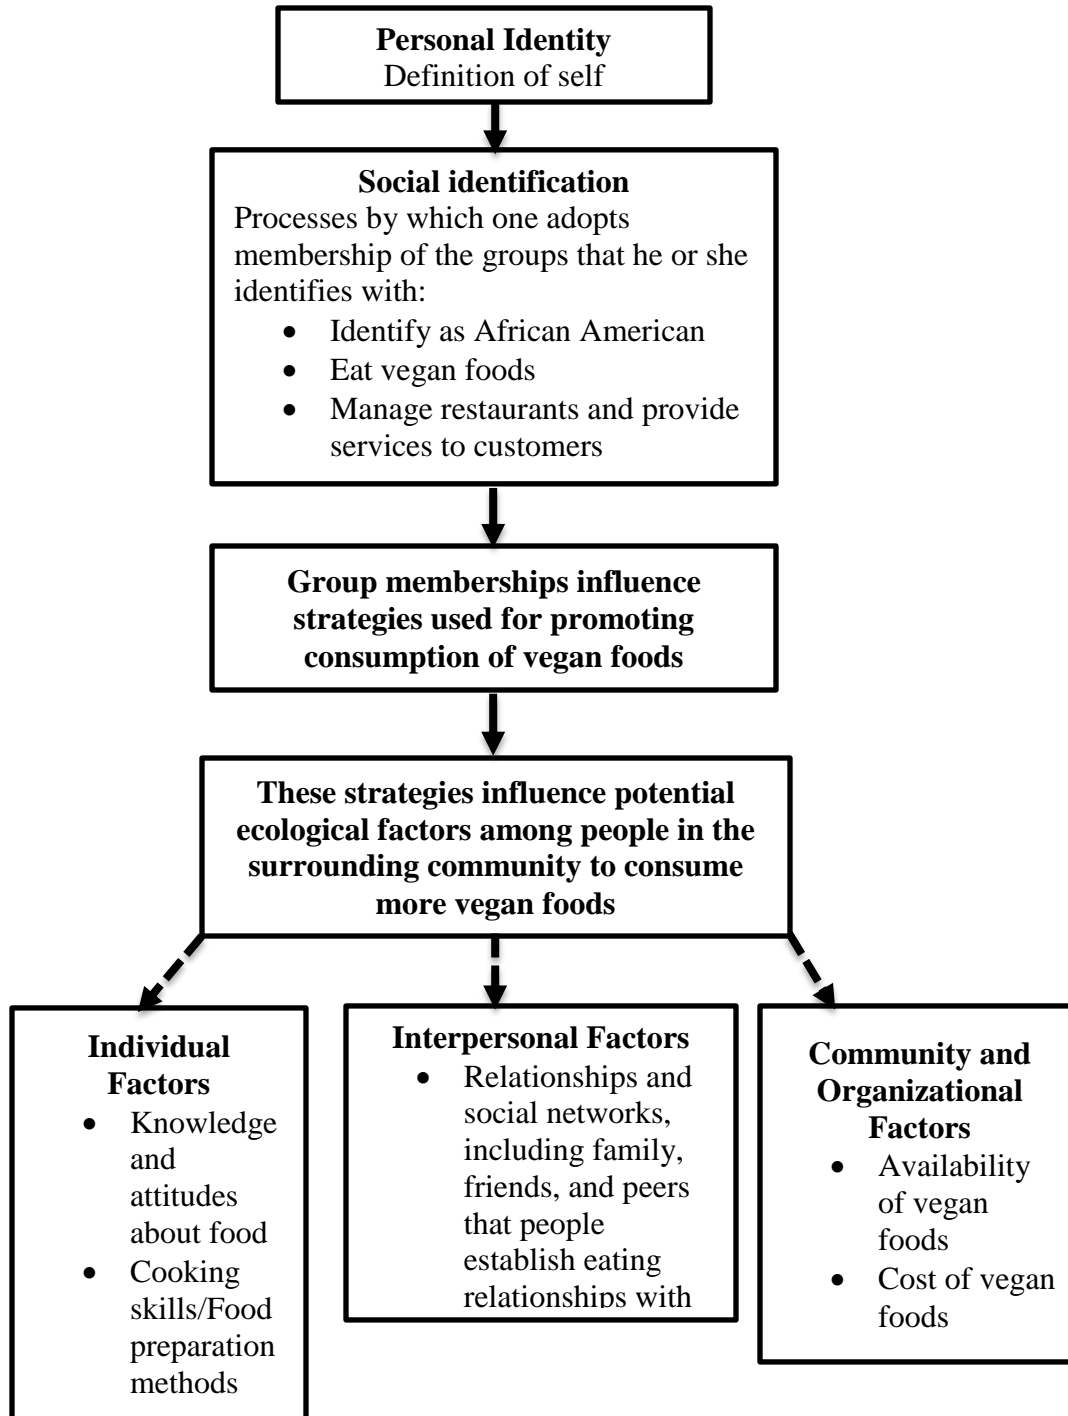 Personal Identity
Definition of self
Social identification
Processes by which one adopts
membership of the groups that he or she
identifies with:
• Identify as African American
• Eat vegan foods
• Manage restaurants and provide
services to customers
Group memberships influence
strategies used for promoting
consumption of vegan foods
These strategies influence potential
ecological factors among people in the
surrounding community to consume
more vegan foods
Individual
Factors
• Knowledge
and
attitudes
about food
• Cooking
skills/Food
preparation
methods
Interpersonal Factors
• Relationships and
social networks,
including family,
friends, and peers
that people
establish eating
relationships with
Community and
Organizational
Factors
• Availability
of vegan
foods
• Cost of vegan
foods